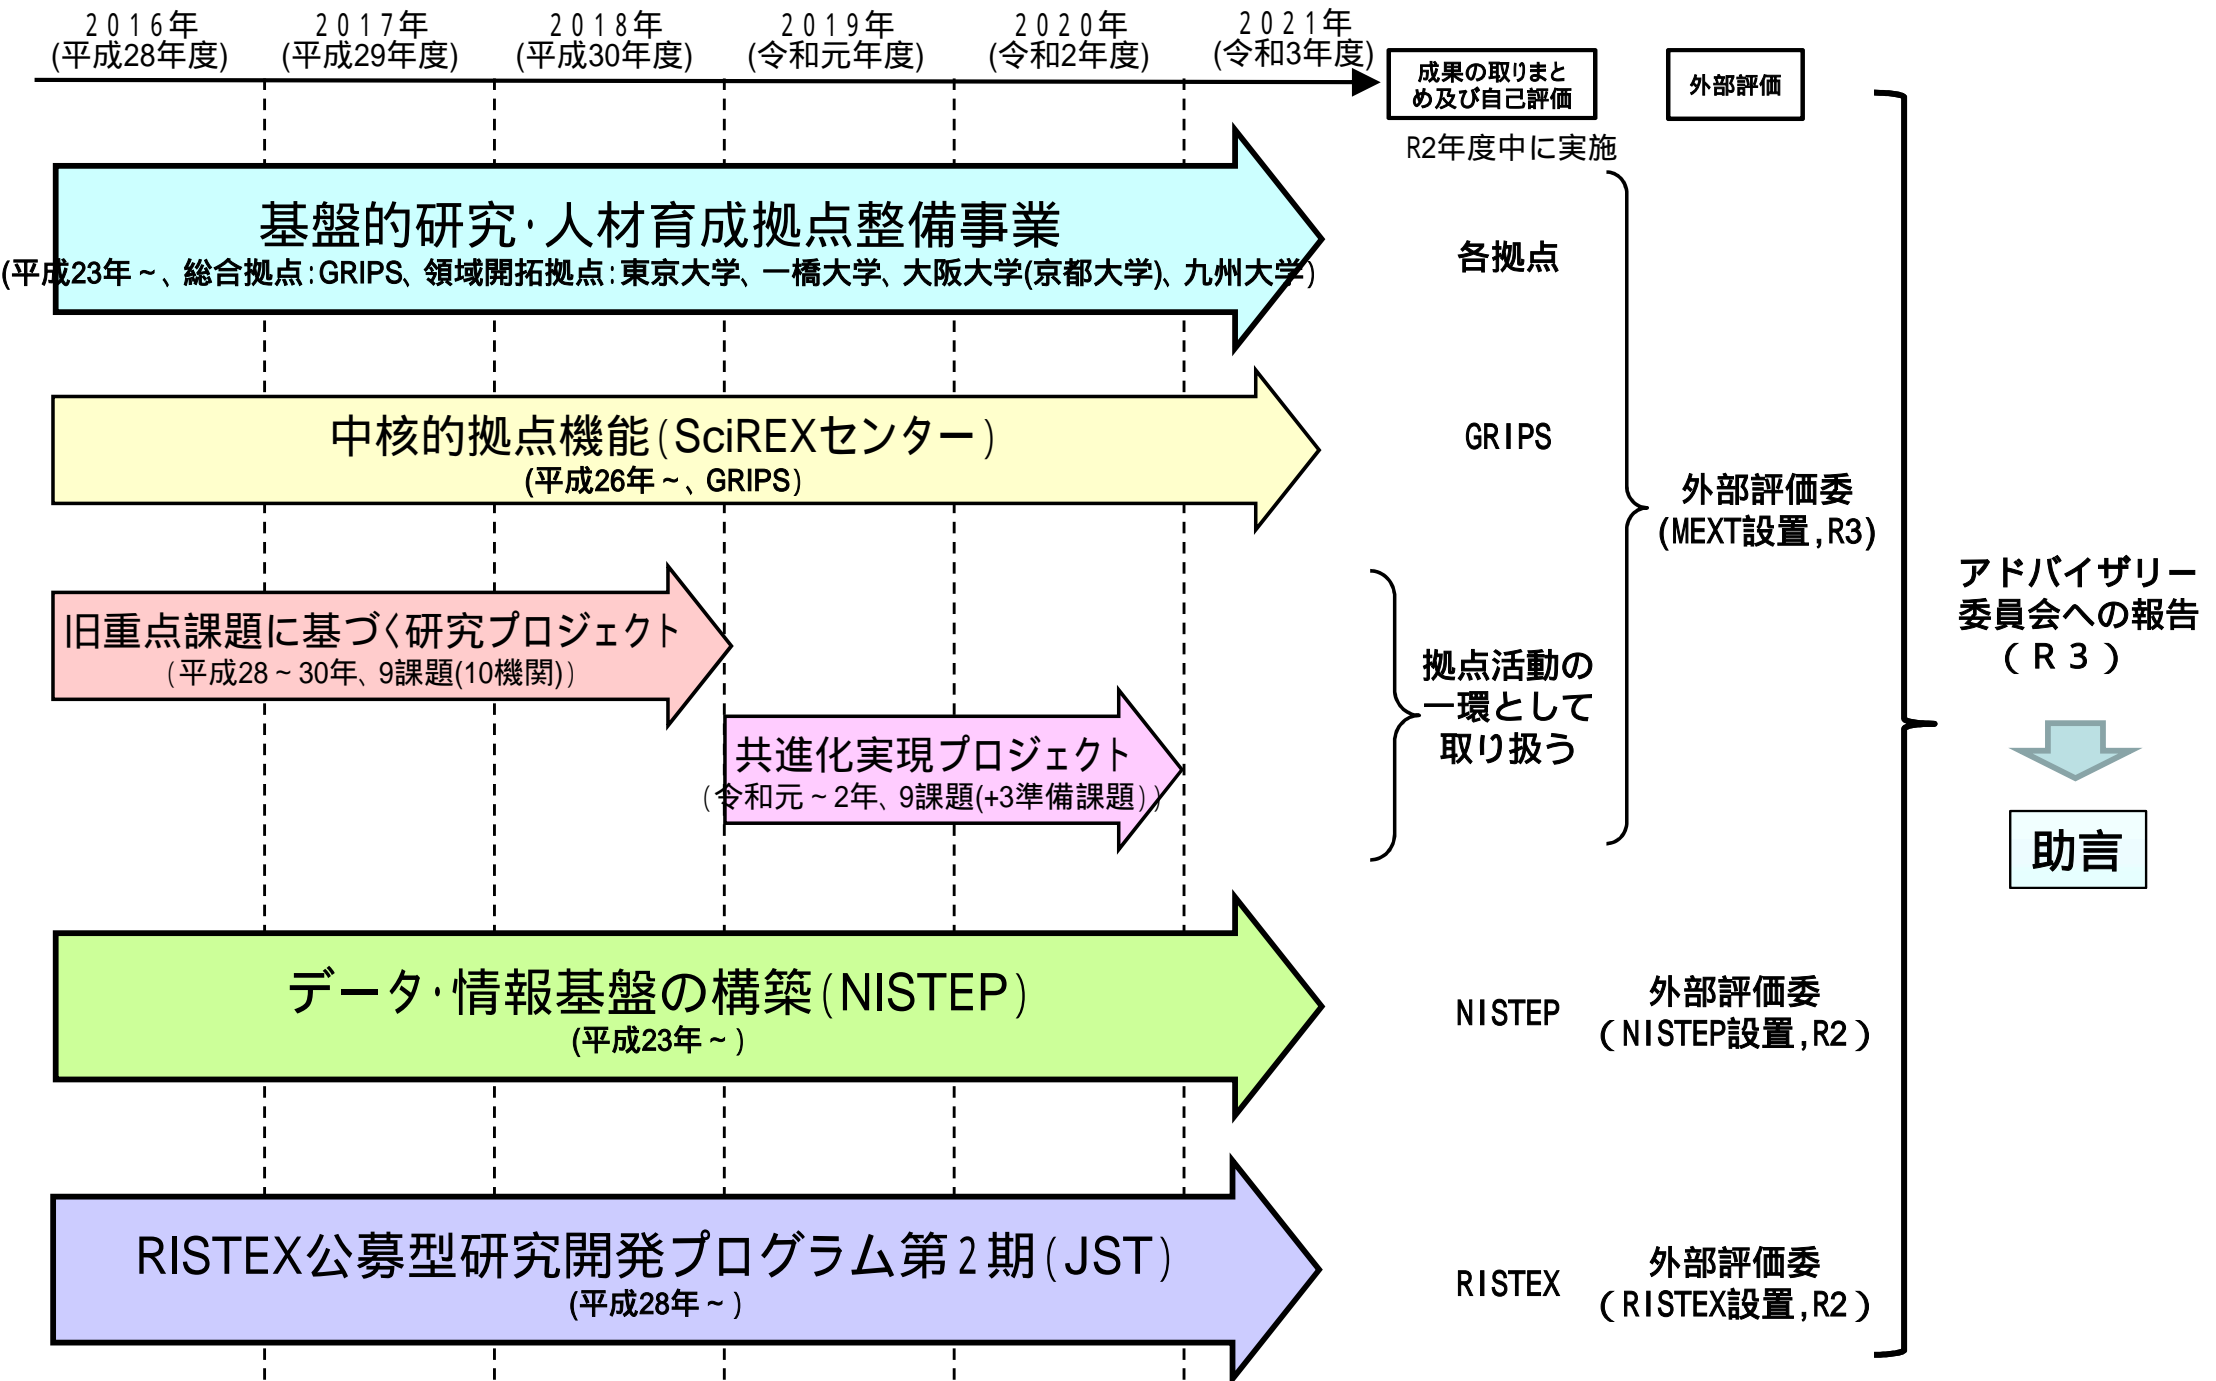 ２０１６年
(平成28年度)
２０１７年
(平成29年度)
２０１８年
(平成30年度)
２０１９年
(令和元年度)
２０２０年
(令和2年度)
２０２１年
(令和3年度)
成果の取りまと
め及び自己評価
外部評価
R2年度中に実施
基盤的研究・人材育成拠点整備事業
(平成23年～、総合拠点：GRIPS、領域開拓拠点：東京大学、一橋大学、大阪大学(京都大学)、九州大学）
各拠点
中核的拠点機能（SciREXセンター）
(平成26年～、GRIPS）
GRIPS
外部評価委
(MEXT設置,R3)
旧重点課題に基づく研究プロジェクト
（平成28～30年、9課題(10機関)）
共進化実現プロジェクト
（令和元～2年、9課題(+3準備課題））
拠点活動の
一環として
取り扱う
アドバイザリー
委員会への報告
（Ｒ３）
助言
データ・情報基盤の構築（NISTEP）
(平成23年～）
NISTEP
外部評価委
（NISTEP設置,R2）
RISTEX公募型研究開発プログラム第２期（JST）
(平成28年～）
RISTEX
外部評価委
（RISTEX設置,R2）